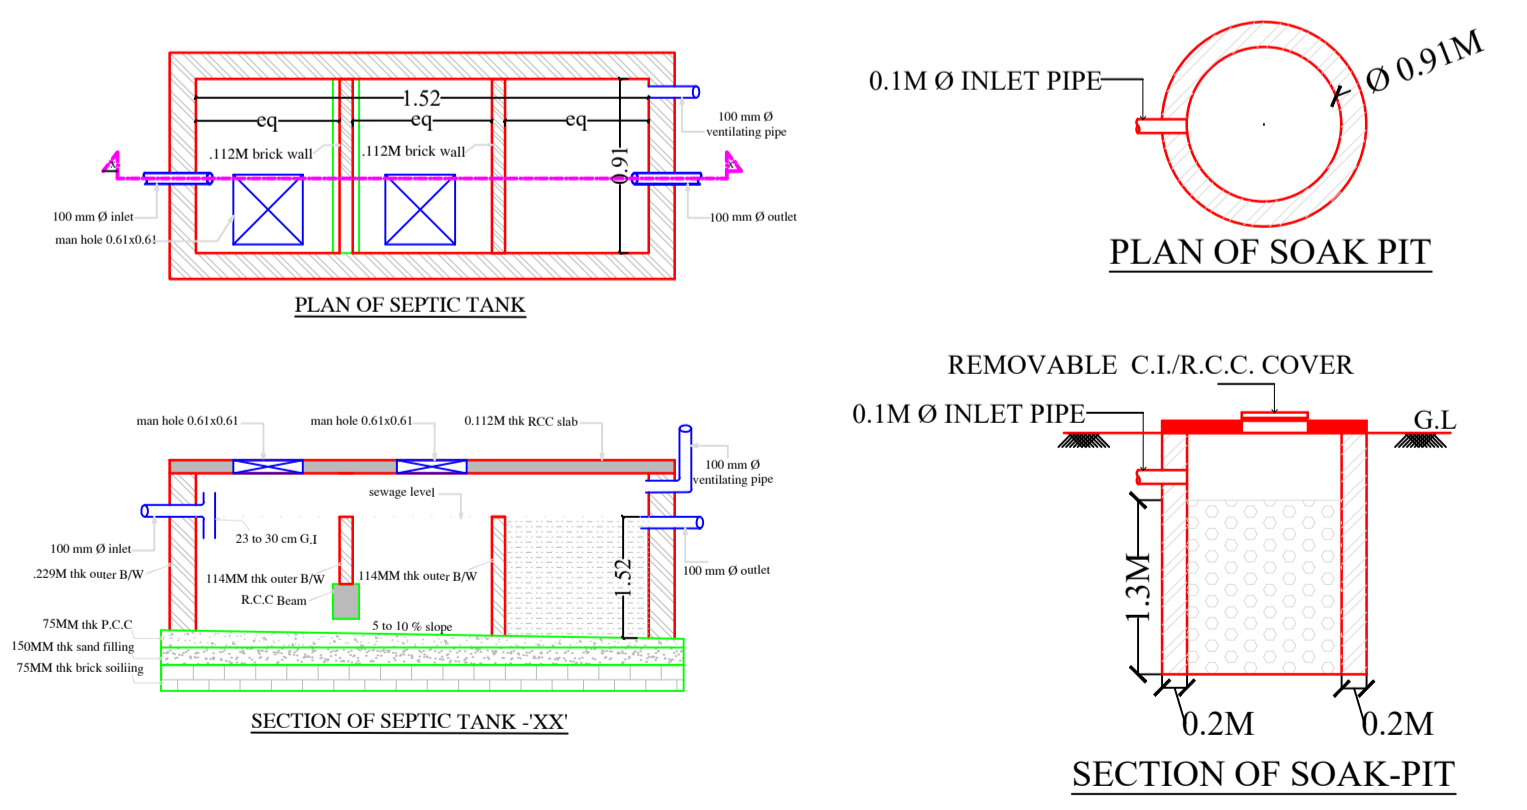 1.52
eq
eq
eq
.112M brick wall
.112M brick wall
0.91
100 mm Ø
ventilating pipe
X
X
100 mm Ø inlet
man hole 0.61x0.61
100 mm Ø outlet
PLAN OF SEPTIC TANK
0.1M Ø INLET PIPE
Ø 0.91M
PLAN OF SOAK PIT
man hole 0.61x0.61
man hole 0.61x0.61
0.112M thk RCC slab
100 mm Ø
ventilating pipe
sewage level
23 to 30 cm G.I
100 mm Ø inlet
.229M thk outer B/W
114MM thk outer B/W
114MM thk outer B/W
R.C.C Beam
1.52
100 mm Ø outlet
5 to 10 % slope
75MM thk P.C.C
150MM thk sand filling
75MM thk brick soiliing
SECTION OF SEPTIC TANK -'XX'
REMOVABLE C.I./R.C.C. COVER
0.1M Ø INLET PIPE
G.L
1.3M
0.2M
0.2M
SECTION OF SOAK-PIT